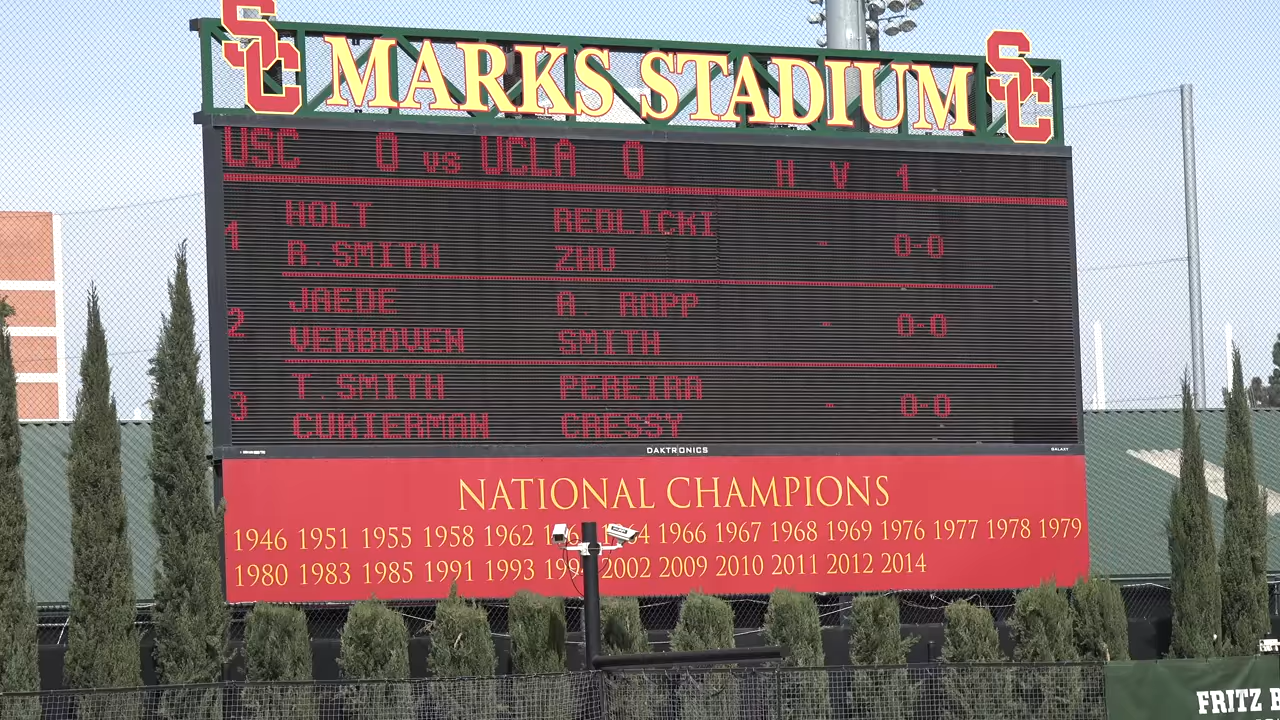 SC MARKS STADIUM SC
USC 0 vs UCLA 0 H V 1
1 HOLT REDLICKI - 0-0
R.SMITH ZHU
2 JAEDE A. RAPP - 0-0
VERBOVEN SMITH
3 T.SMITH PEREIRA - 0-0
CUKIERMAN CRESSY
DAKTRONICS GALAXY
NATIONAL CHAMPIONS
1946 1951 1955 1958 1962 1966 1967 1968 1969 1976 1977 1978 1979
1980 1983 1985 1991 1993 2002 2009 2010 2011 2012 2014
FRITZ